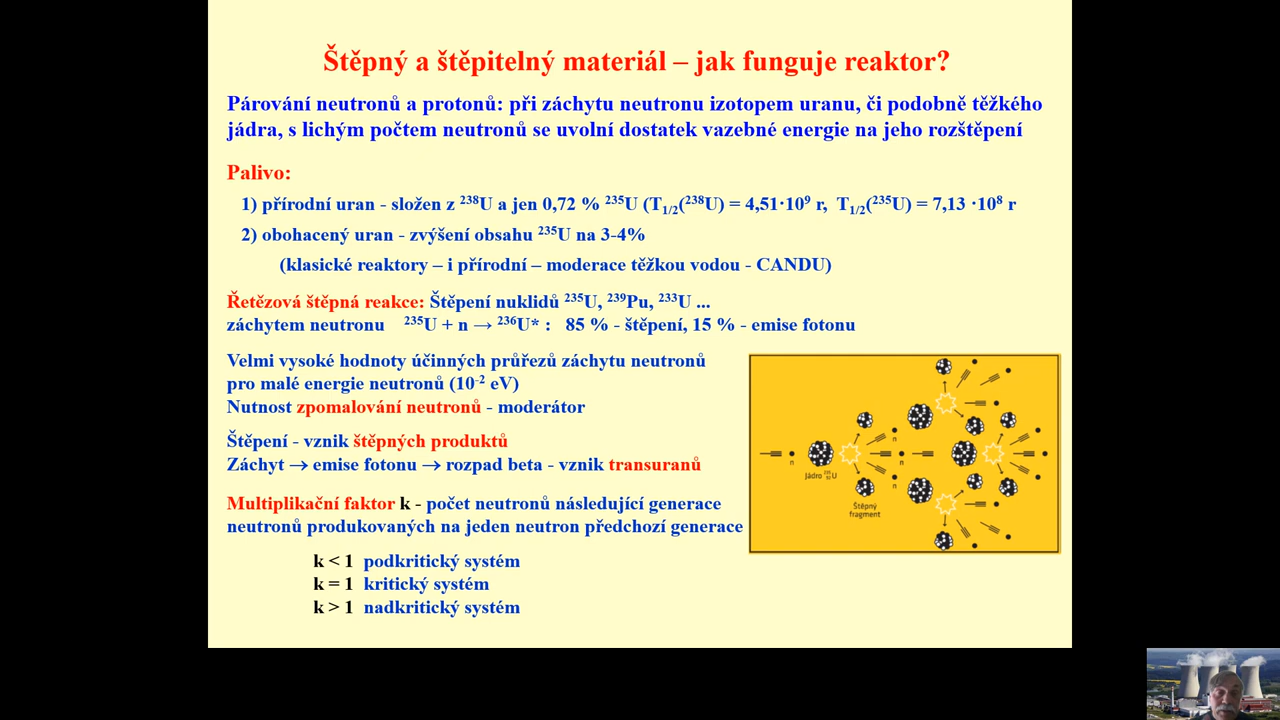 Štěpný a štěpitelný materiál – jak funguje reaktor?
Párování neutronů a protonů: při záchytu neutronu izotopem uranu, či podobně těžkého
jádra, s lichým počtem neutronů se uvolní dostatek vazebné energie na jeho rozštěpení
Palivo:
1) přírodní uran - složen z ²³⁸U a jen 0,72 % ²³⁵U (T₁/₂(²³⁸U) = 4,51·10⁹ r, T₁/₂(²³⁵U) = 7,13 ·10⁸ r
2) obohacený uran - zvýšení obsahu ²³⁵U na 3-4%
(klasické reaktory – i přírodní – moderace těžkou vodou - CANDU)
Řetězová štěpná reakce: Štěpení nuklidů ²³⁵U, ²³⁹Pu, ²³³U ...
záchytem neutronu ²³⁵U + n → ²³⁶U* : 85 % - štěpení, 15 % - emise fotonu
Velmi vysoké hodnoty účinných průřezů záchytu neutronů
pro malé energie neutronů (10⁻² eV)
Nutnost zpomalování neutronů - moderátor
Štěpení - vznik štěpných produktů
Záchyt → emise fotonu → rozpad beta - vznik transuranů
Multiplikační faktor k - počet neutronů následující generace
neutronů produkovaných na jeden neutron předchozí generace
k < 1 podkritický systém
k = 1 kritický systém
k > 1 nadkritický systém
n
n
n
n
Jádro ²³⁵₉₂U
Štěpný
fragment